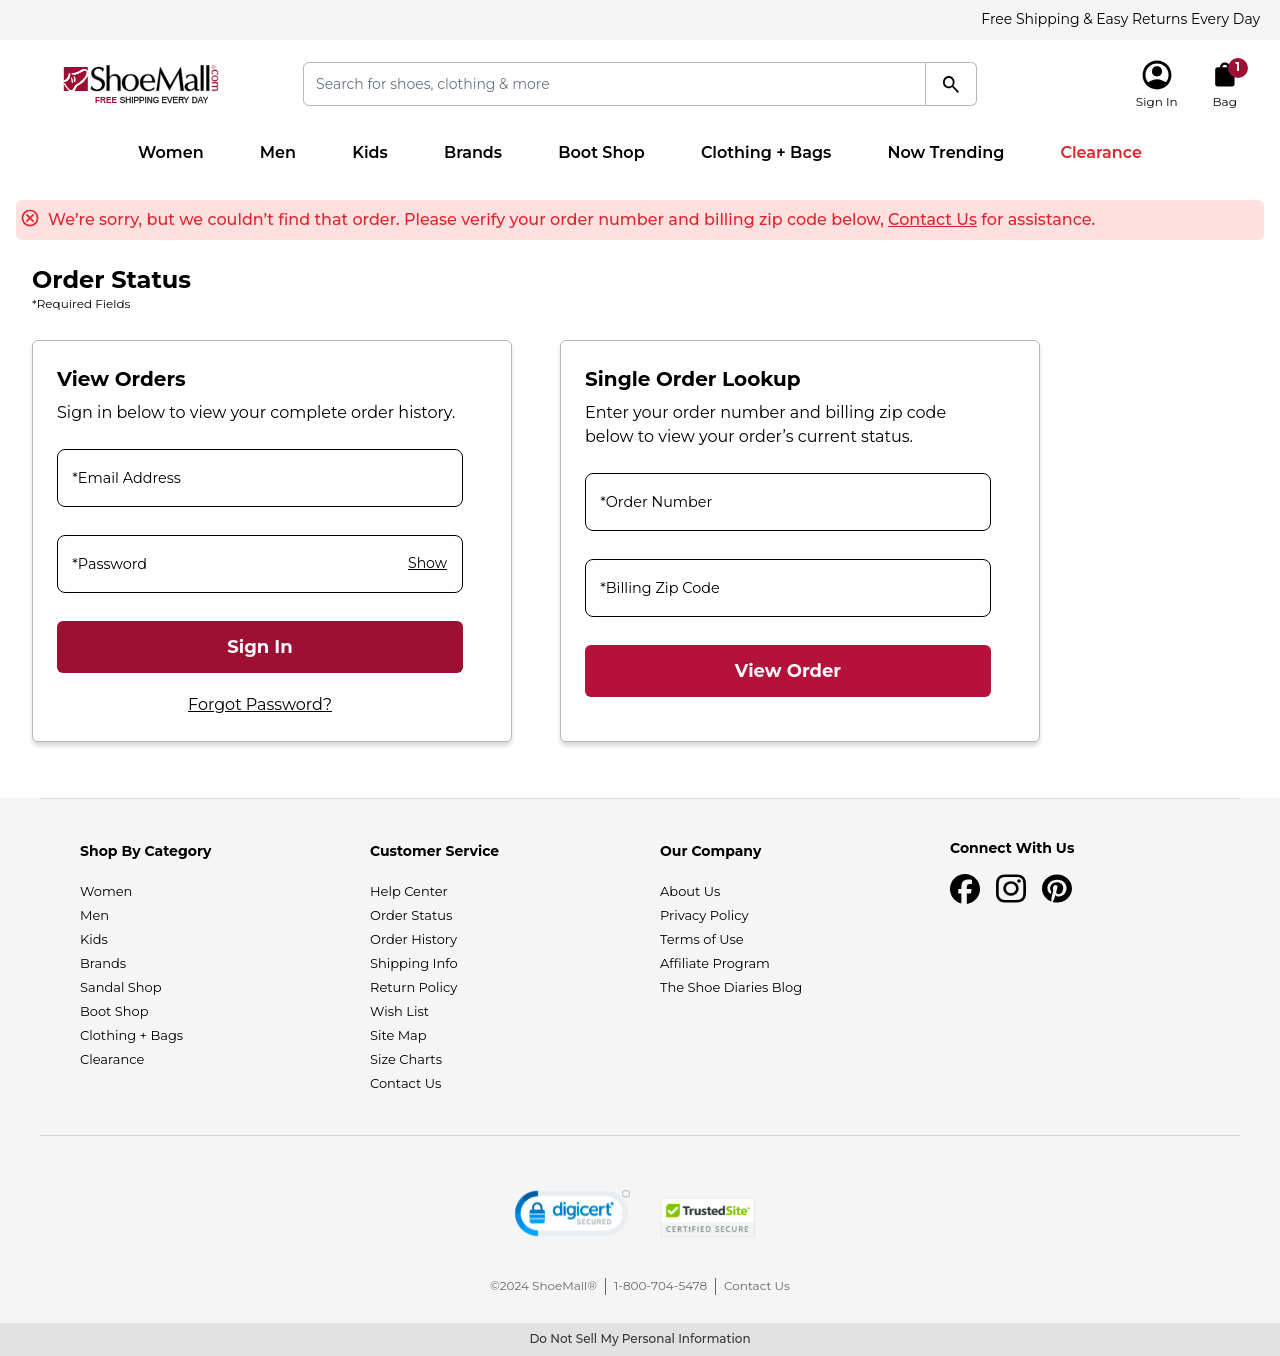 Free Shipping & Easy Returns Every Day
ShoeMall.com
FREE SHIPPING EVERY DAY
Search for shoes, clothing & more
Sign In
1
Bag
Women Men Kids Brands Boot Shop Clothing + Bags Now Trending Clearance
We’re sorry, but we couldn’t find that order. Please verify your order number and billing zip code below, Contact Us for assistance.
Order Status
*Required Fields
View Orders
Sign in below to view your complete order history.
*Email Address
*Password Show
Sign In
Forgot Password?
Single Order Lookup
Enter your order number and billing zip code
below to view your order’s current status.
*Order Number
*Billing Zip Code
View Order
Shop By Category
Women
Men
Kids
Brands
Sandal Shop
Boot Shop
Clothing + Bags
Clearance
Customer Service
Help Center
Order Status
Order History
Shipping Info
Return Policy
Wish List
Site Map
Size Charts
Contact Us
Our Company
About Us
Privacy Policy
Terms of Use
Affiliate Program
The Shoe Diaries Blog
Connect With Us
digicert
SECURED
TrustedSite
CERTIFIED SECURE
©2024 ShoeMall® 1-800-704-5478 Contact Us
Do Not Sell My Personal Information